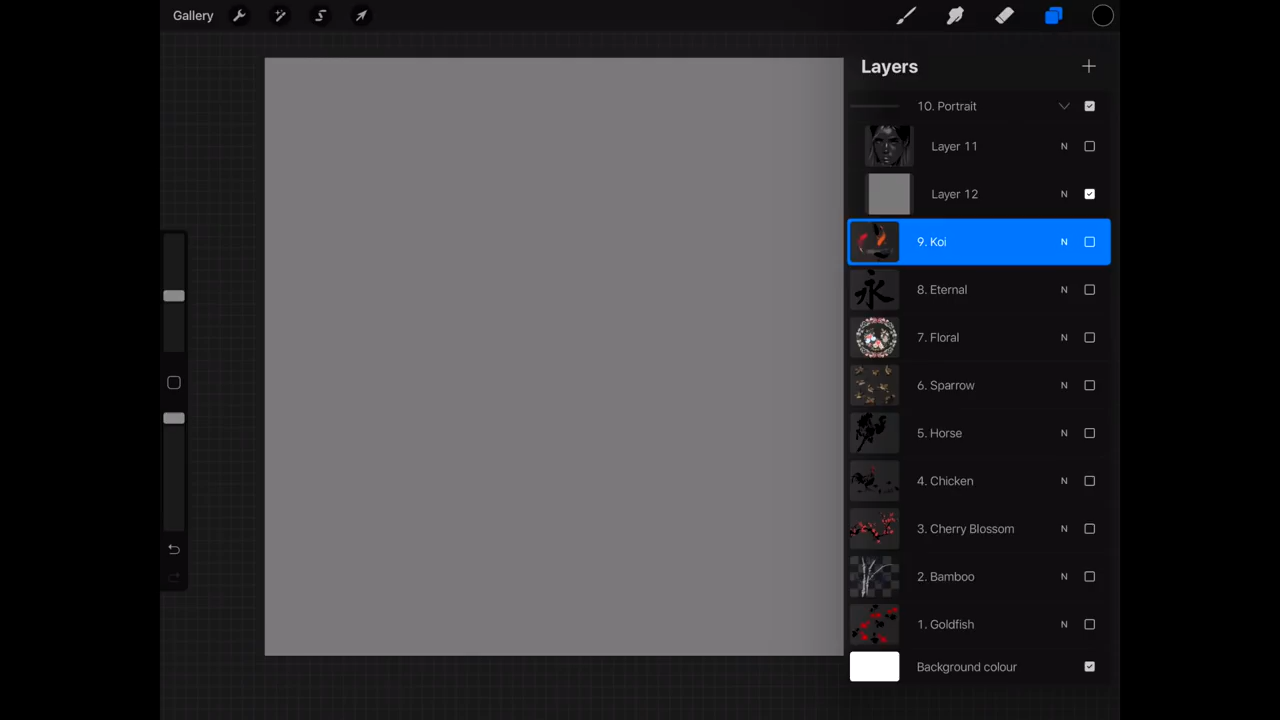 Gallery
Layers
10. Portrait
Layer 11 N
Layer 12 N
9. Koi N
永 8. Eternal N
7. Floral N
6. Sparrow N
5. Horse N
4. Chicken N
3. Cherry Blossom N
2. Bamboo N
1. Goldfish N
Background colour